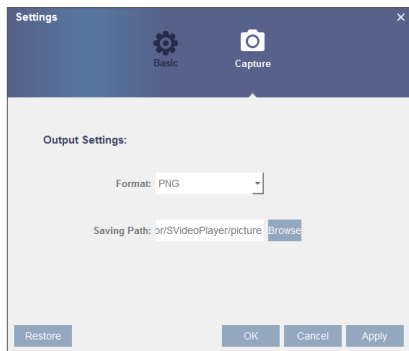 Settings
Basic
Capture
Output Settings:
Format: PNG
Saving Path: or/SVideoPlayer/picture Browse
Restore OK Cancel Apply